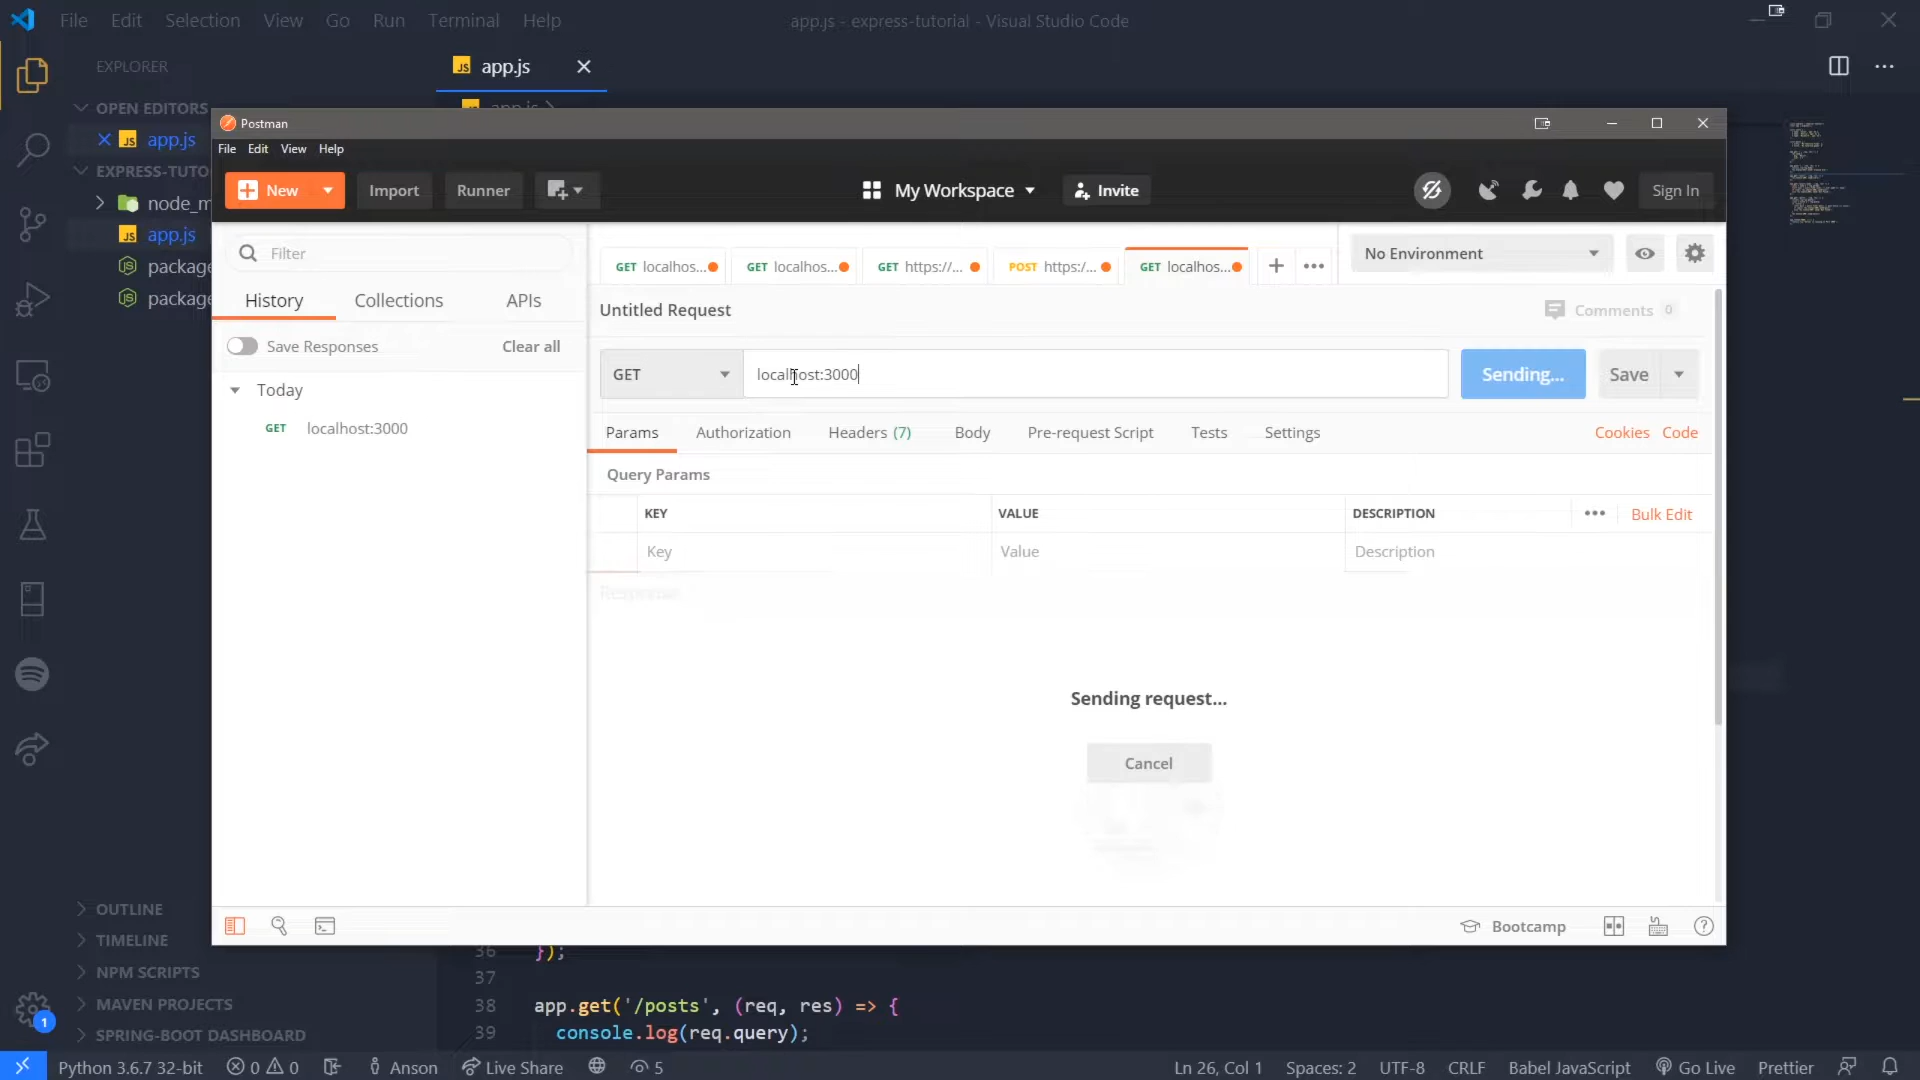 File Edit Selection View Go Run Terminal Help
app.js - express-tutorial - Visual Studio Code
EXPLORER
JS app.js
OPEN EDITORS
JS app.js
app.js
EXPRESS-TUTO
node_m
JS app.js
package
package
OUTLINE
TIMELINE
NPM SCRIPTS
MAVEN PROJECTS
SPRING-BOOT DASHBOARD
1
Postman
File Edit View Help
New Import Runner
My Workspace
Invite
Sign In
Filter
History Collections APIs
Save Responses Clear all
Today
GET localhost:3000
GET localhos...
GET localhos...
GET https://...
POST https:/...
GET localhos...
No Environment
Untitled Request
Comments 0
GET localhost:3000
Sending...
Save
Params Authorization Headers (7) Body Pre-request Script Tests Settings
Cookies Code
Query Params
KEY VALUE DESCRIPTION
Bulk Edit
Key Value Description
Response
Sending request...
Cancel
Bootcamp
36 });
37
38 app.get('/posts', (req, res) => {
39 console.log(req.query);
Python 3.6.7 32-bit 0 0 Anson Live Share 5
Ln 26, Col 1 Spaces: 2 UTF-8 CRLF Babel JavaScript Go Live Prettier